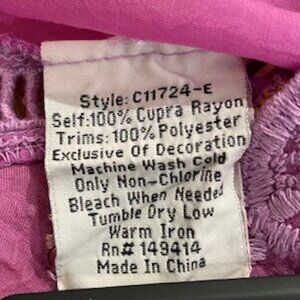 Style: C11724-E
Self:100% Cupra Rayon
Trims:100% Polyester
Exclusive Of Decoration
Machine Wash Cold
Only Non-Chlorine
Bleach When Needed
Tumble Dry Low
Warm Iron
Rn# 149414
Made In China